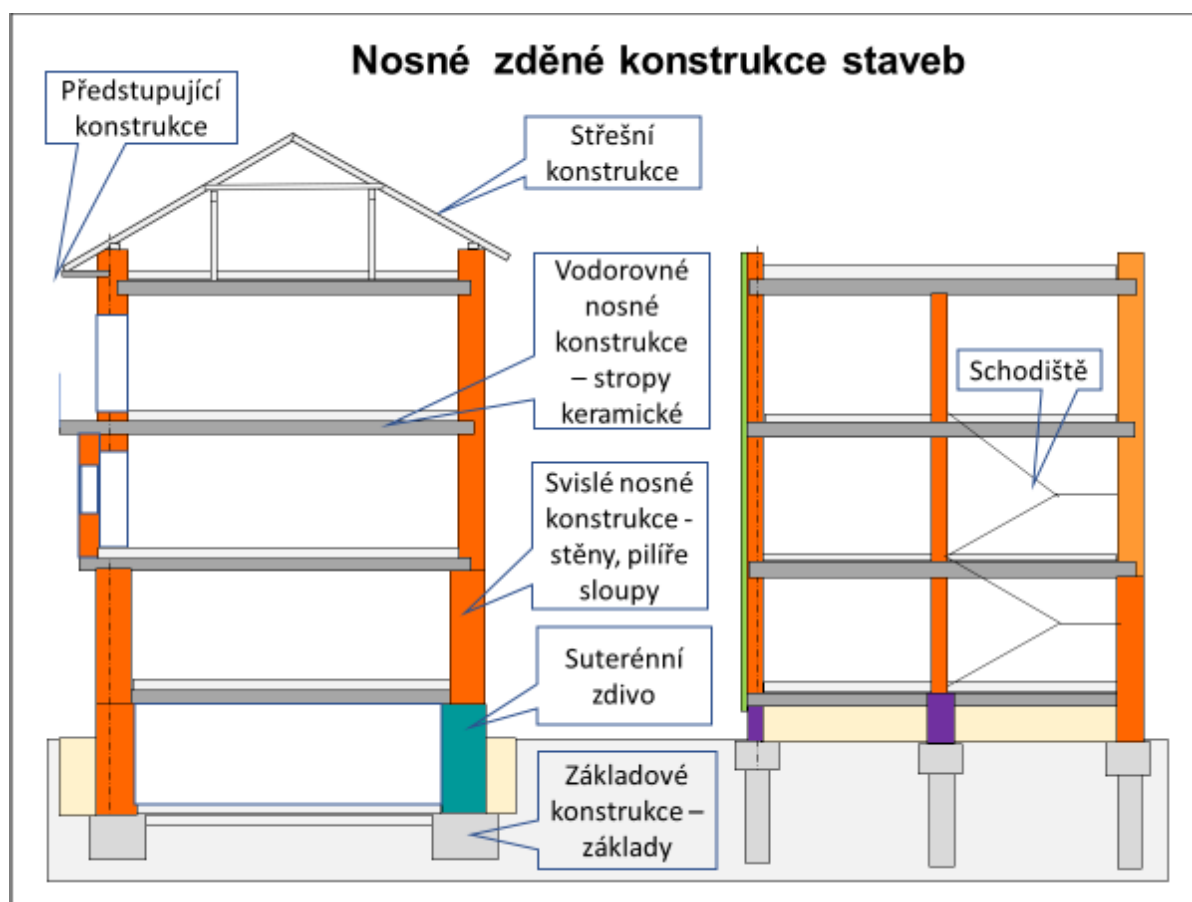 Nosné zděné konstrukce staveb
Předstupující
konstrukce
Střešní
konstrukce
Vodorovné
nosné
konstrukce
– stropy
keramické
Schodiště
Svislé nosné
konstrukce -
stěny, pilíře
sloupy
Suterénní
zdivo
Základové
konstrukce –
základy